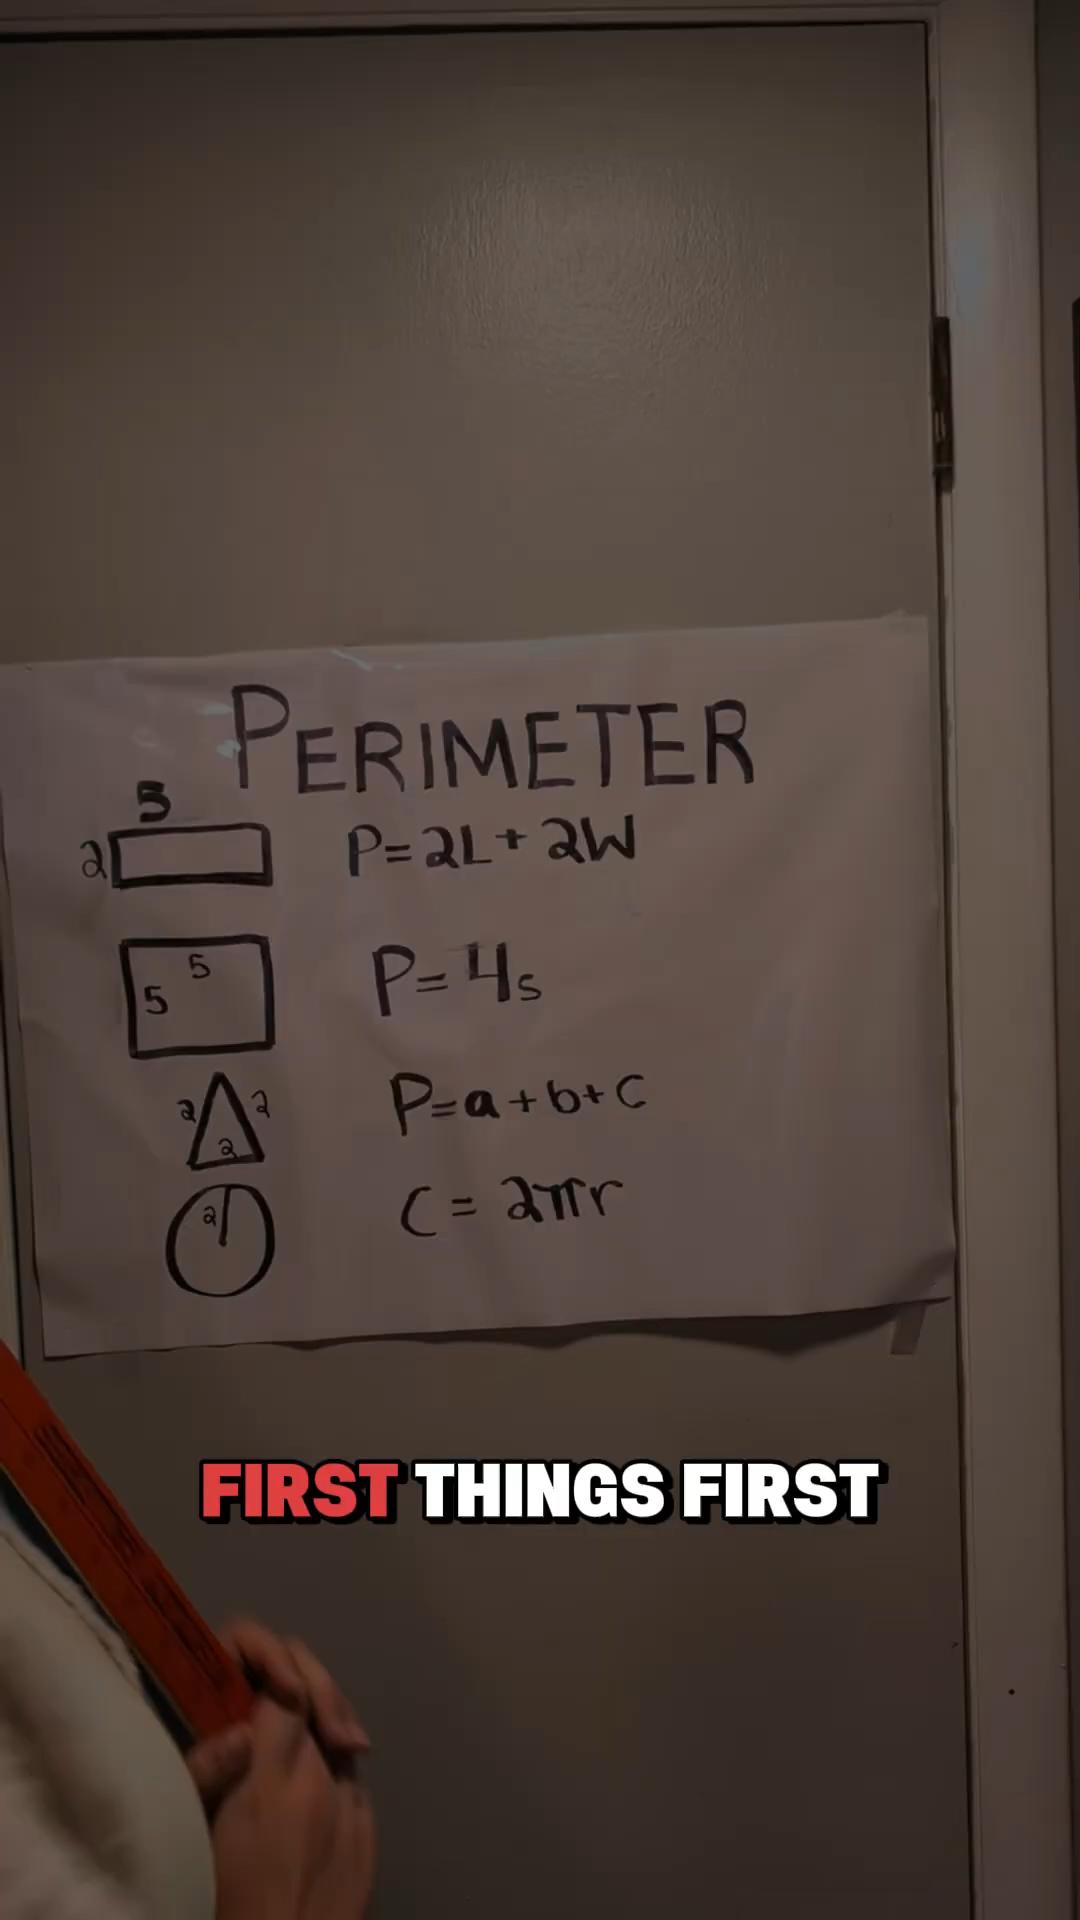 PERIMETER
5
2
P=2L+2W
5
5
P=4s
2 2
2
P=a+b+c
2
C=2πr
FIRST THINGS FIRST